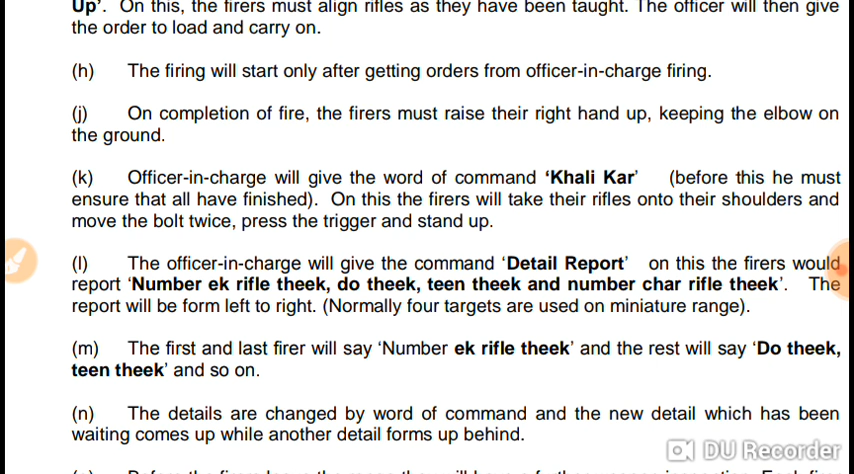 Up’. On this, the firers must align rifles as they have been taught. The officer will then give
the order to load and carry on.
(h) The firing will start only after getting orders from officer-in-charge firing.
(j) On completion of fire, the firers must raise their right hand up, keeping the elbow on
the ground.
(k) Officer-in-charge will give the word of command ‘Khali Kar’ (before this he must
ensure that all have finished). On this the firers will take their rifles onto their shoulders and
move the bolt twice, press the trigger and stand up.
(l) The officer-in-charge will give the command ‘Detail Report’ on this the firers would
report ‘Number ek rifle theek, do theek, teen theek and number char rifle theek’. The
report will be form left to right. (Normally four targets are used on miniature range).
(m) The first and last firer will say ‘Number ek rifle theek’ and the rest will say ‘Do theek,
teen theek’ and so on.
(n) The details are changed by word of command and the new detail which has been
waiting comes up while another detail forms up behind.
DU Recorder